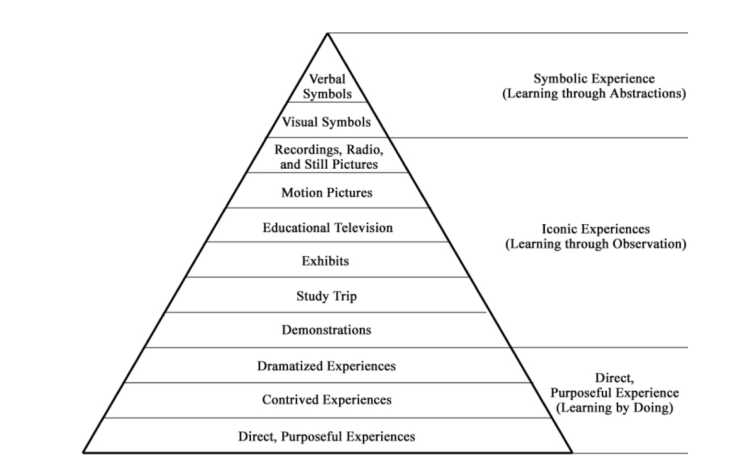 Verbal
Symbols
Visual Symbols
Recordings, Radio,
and Still Pictures
Motion Pictures
Educational Television
Exhibits
Study Trip
Demonstrations
Dramatized Experiences
Contrived Experiences
Direct, Purposeful Experiences
Symbolic Experience
(Learning through Abstractions)
Iconic Experiences
(Learning through Observation)
Direct,
Purposeful Experience
(Learning by Doing)